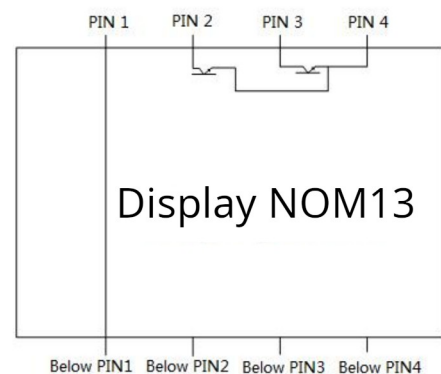 PIN 1 PIN 2 PIN 3 PIN 4
Display NOM13
Below PIN1 Below PIN2 Below PIN3 Below PIN4